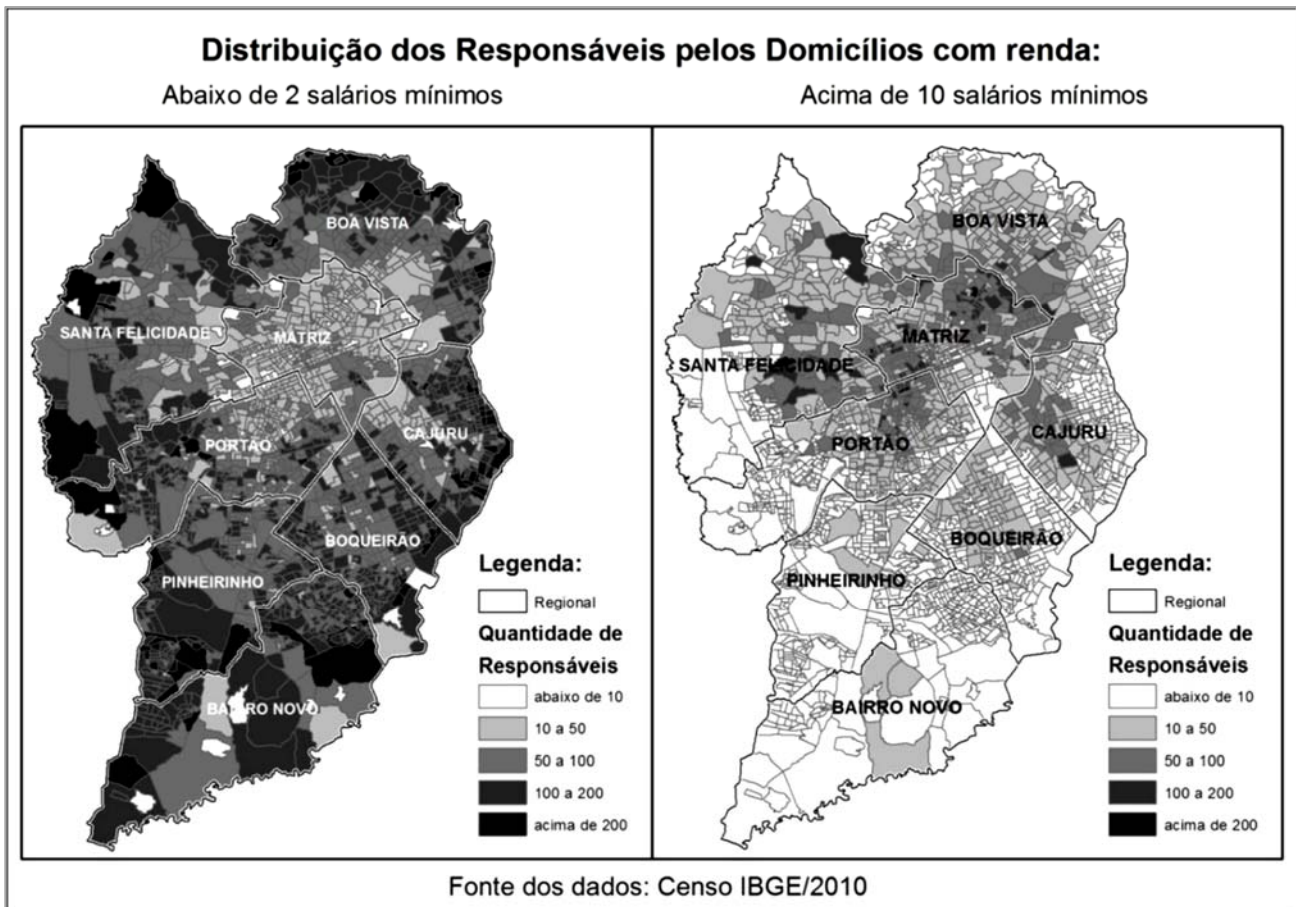 Distribuição dos Responsáveis pelos Domicílios com renda:
Abaixo de 2 salários mínimos
Acima de 10 salários mínimos
BOA VISTA
SANTA FELICIDADE
MATRIZ
PORTÃO
CAJURU
BOQUEIRÃO
PINHEIRINHO
BAIRRO NOVO
Legenda:
Regional
Quantidade de
Responsáveis
abaixo de 10
10 a 50
50 a 100
100 a 200
acima de 200
BOA VISTA
MATRIZ
SANTA FELICIDADE
PORTÃO
CAJURU
BOQUEIRÃO
PINHEIRINHO
BAIRRO NOVO
Legenda:
Regional
Quantidade de
Responsáveis
abaixo de 10
10 a 50
50 a 100
100 a 200
acima de 200
Fonte dos dados: Censo IBGE/2010